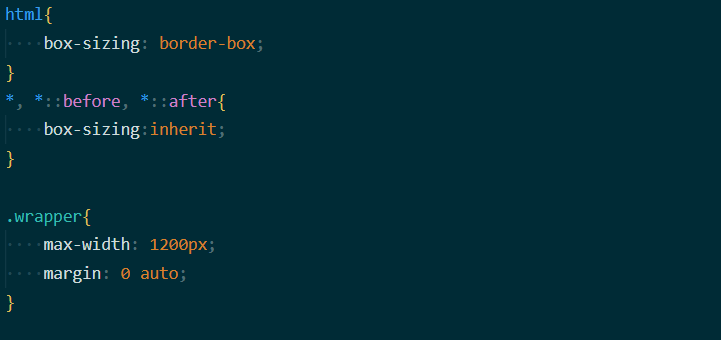 html{
    box-sizing: border-box;
}
*, *::before, *::after{
    box-sizing:inherit;
}

.wrapper{
    max-width: 1200px;
    margin: 0 auto;
}